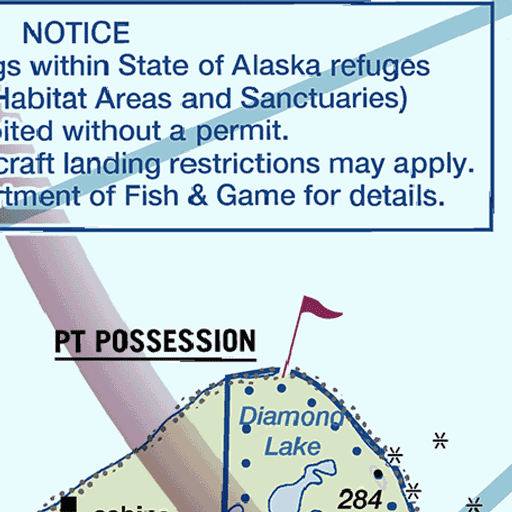 NOTICE
gs within State of Alaska refuges
Habitat Areas and Sanctuaries)
ited without a permit.
craft landing restrictions may apply.
rtment of Fish & Game for details.
PT POSSESSION
Diamond
Lake
284
cabins